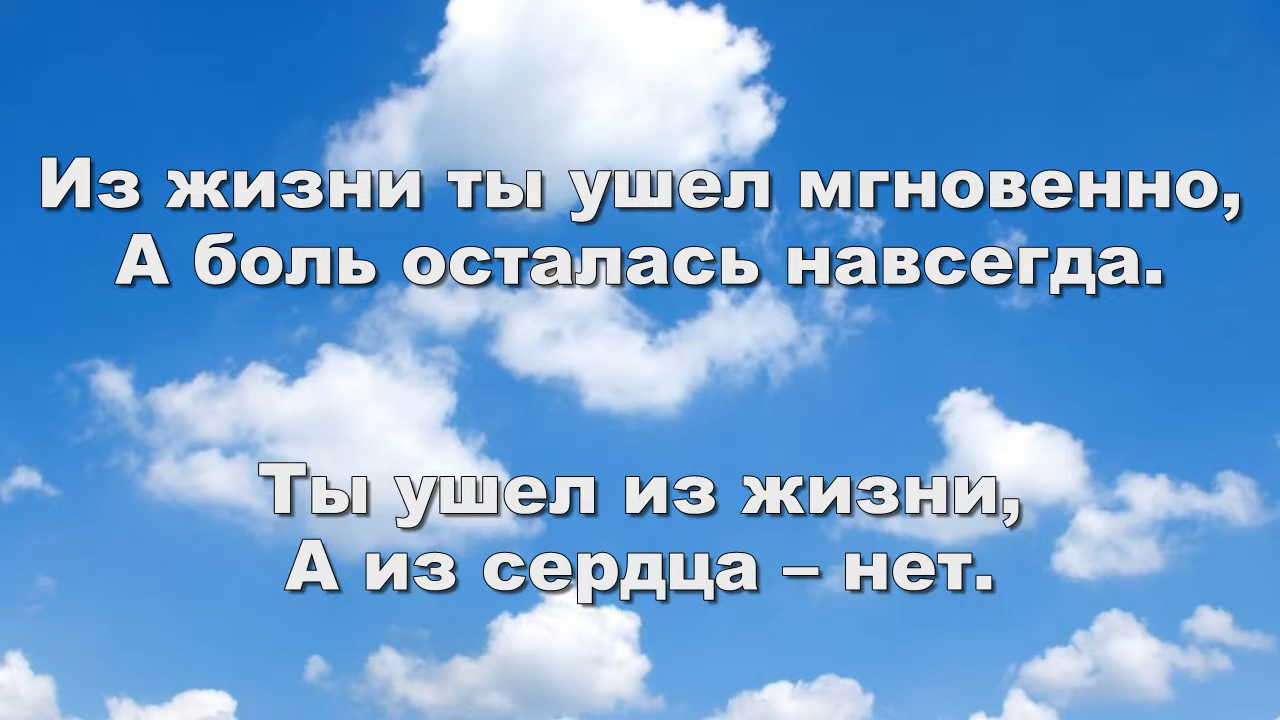 Из жизни ты ушел мгновенно,
А боль осталась навсегда.
Ты ушел из жизни,
А из сердца – нет.